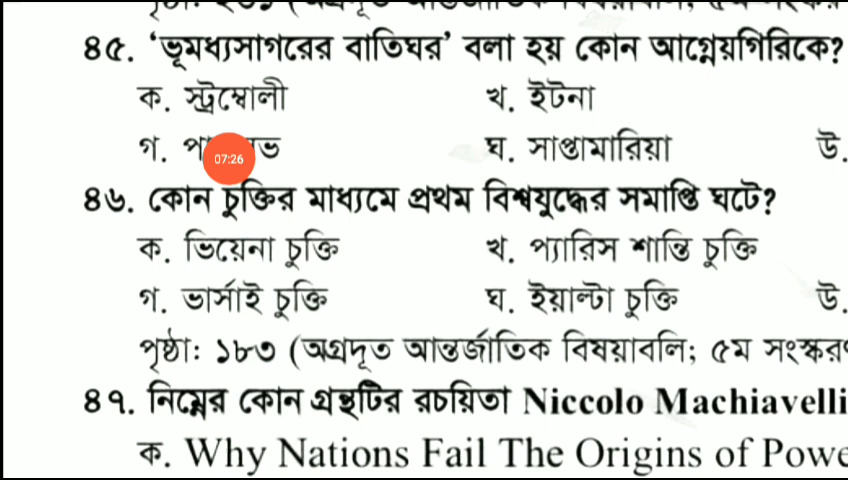 ৪৫. ‘ভূমধ্যসাগরের বাতিঘর’ বলা হয় কোন আগ্নেয়গিরিকে?
ক. স্ট্রম্বোলী খ. ইটনা
গ. ঘ. সাপ্তামারিয়া উ.
07:26
৪৬. কোন চুক্তির মাধ্যমে প্রথম বিশ্বযুদ্ধের সমাপ্তি ঘটে?
ক. ভিয়েনা চুক্তি খ. প্যারিস শান্তি চুক্তি
গ. ভার্সাই চুক্তি ঘ. ইয়াল্টা চুক্তি উ.
পৃষ্ঠা: ১৮৩ (অগ্রদূত আন্তর্জাতিক বিষয়াবলি; ৫ম সংস্করণ
৪৭. নিম্নের কোন গ্রন্থটির রচয়িতা Niccolo Machiavelli
ক. Why Nations Fail The Origins of Powe